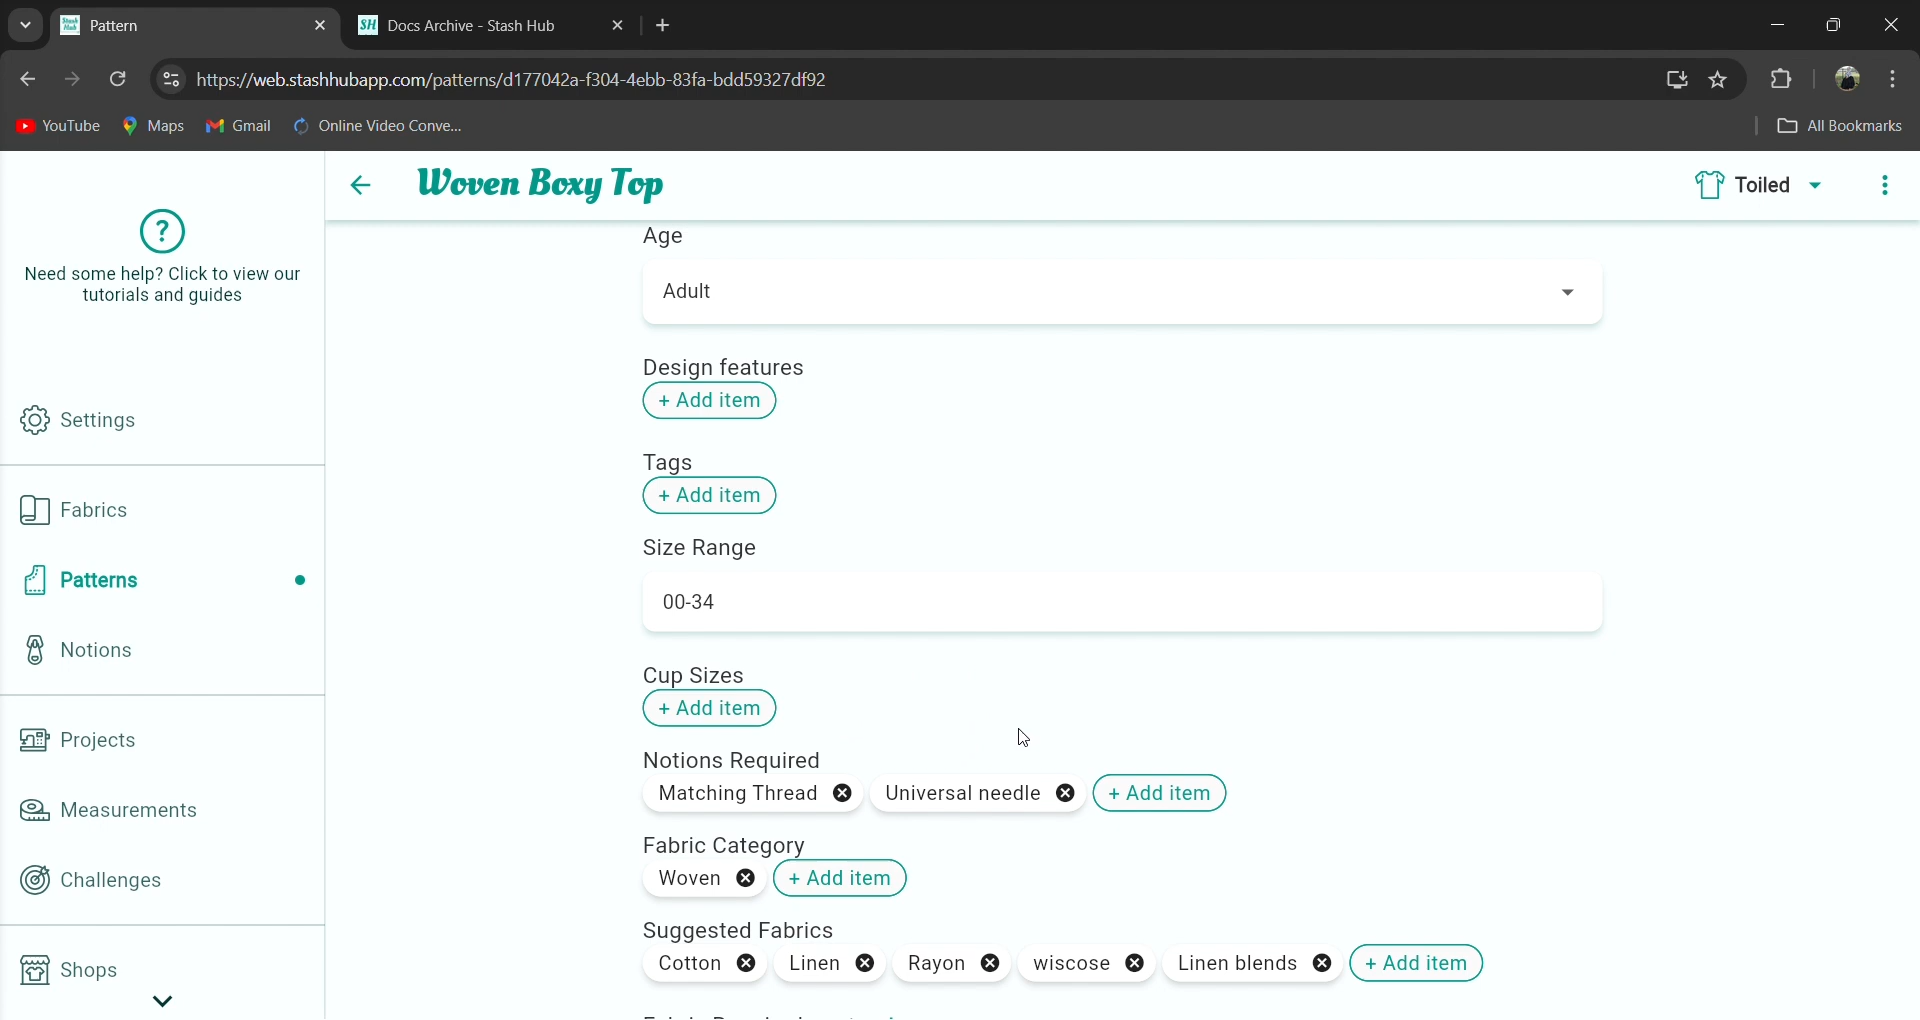 Pattern
Docs Archive - Stash Hub
https://web.stashhubapp.com/patterns/d177042a-f304-4ebb-83fa-bdd59327df92
YouTube
Maps
Gmail
Online Video Conve...
All Bookmarks
Need some help? Click to view our
tutorials and guides
Settings
Fabrics
Patterns
Notions
Projects
Measurements
Challenges
Shops
Woven Boxy Top
Toiled
Age
Adult
Design features
+ Add item
Tags
+ Add item
Size Range
00-34
Cup Sizes
+ Add item
Notions Required
Matching Thread
Universal needle
+ Add item
Fabric Category
Woven
+ Add item
Suggested Fabrics
Cotton
Linen
Rayon
wiscose
Linen blends
+ Add item